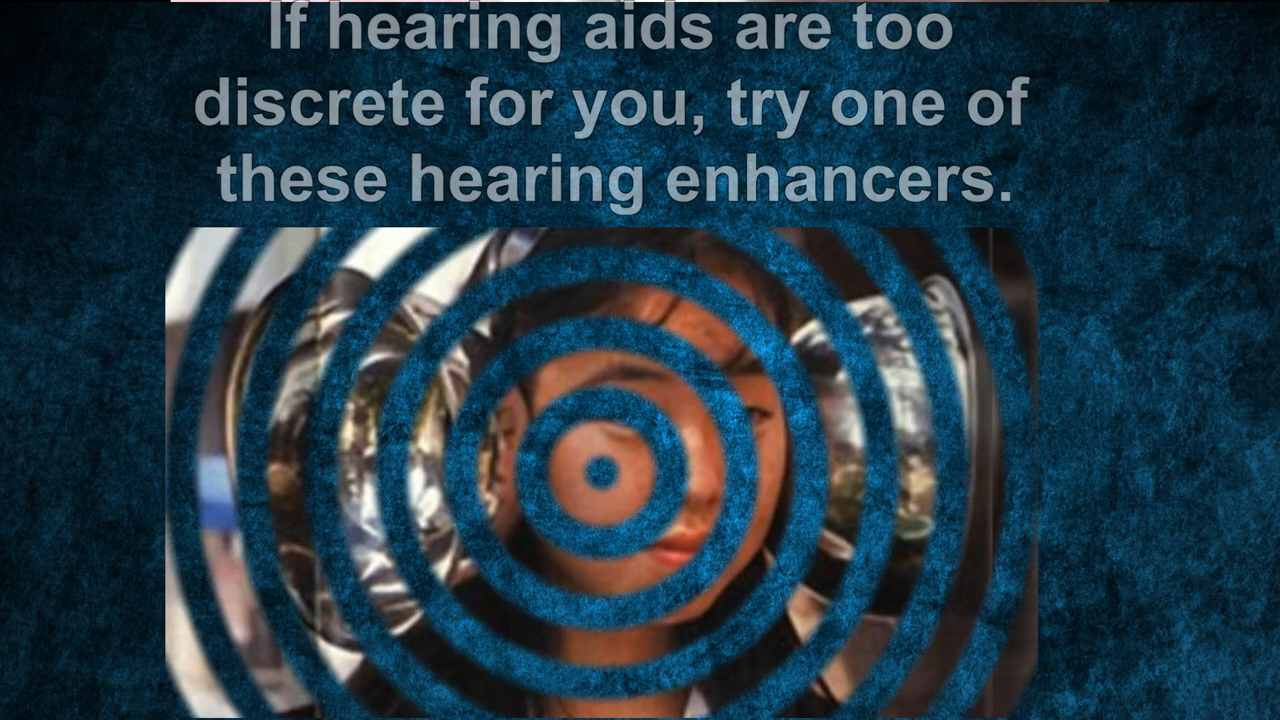 If hearing aids are too
discrete for you, try one of
these hearing enhancers.